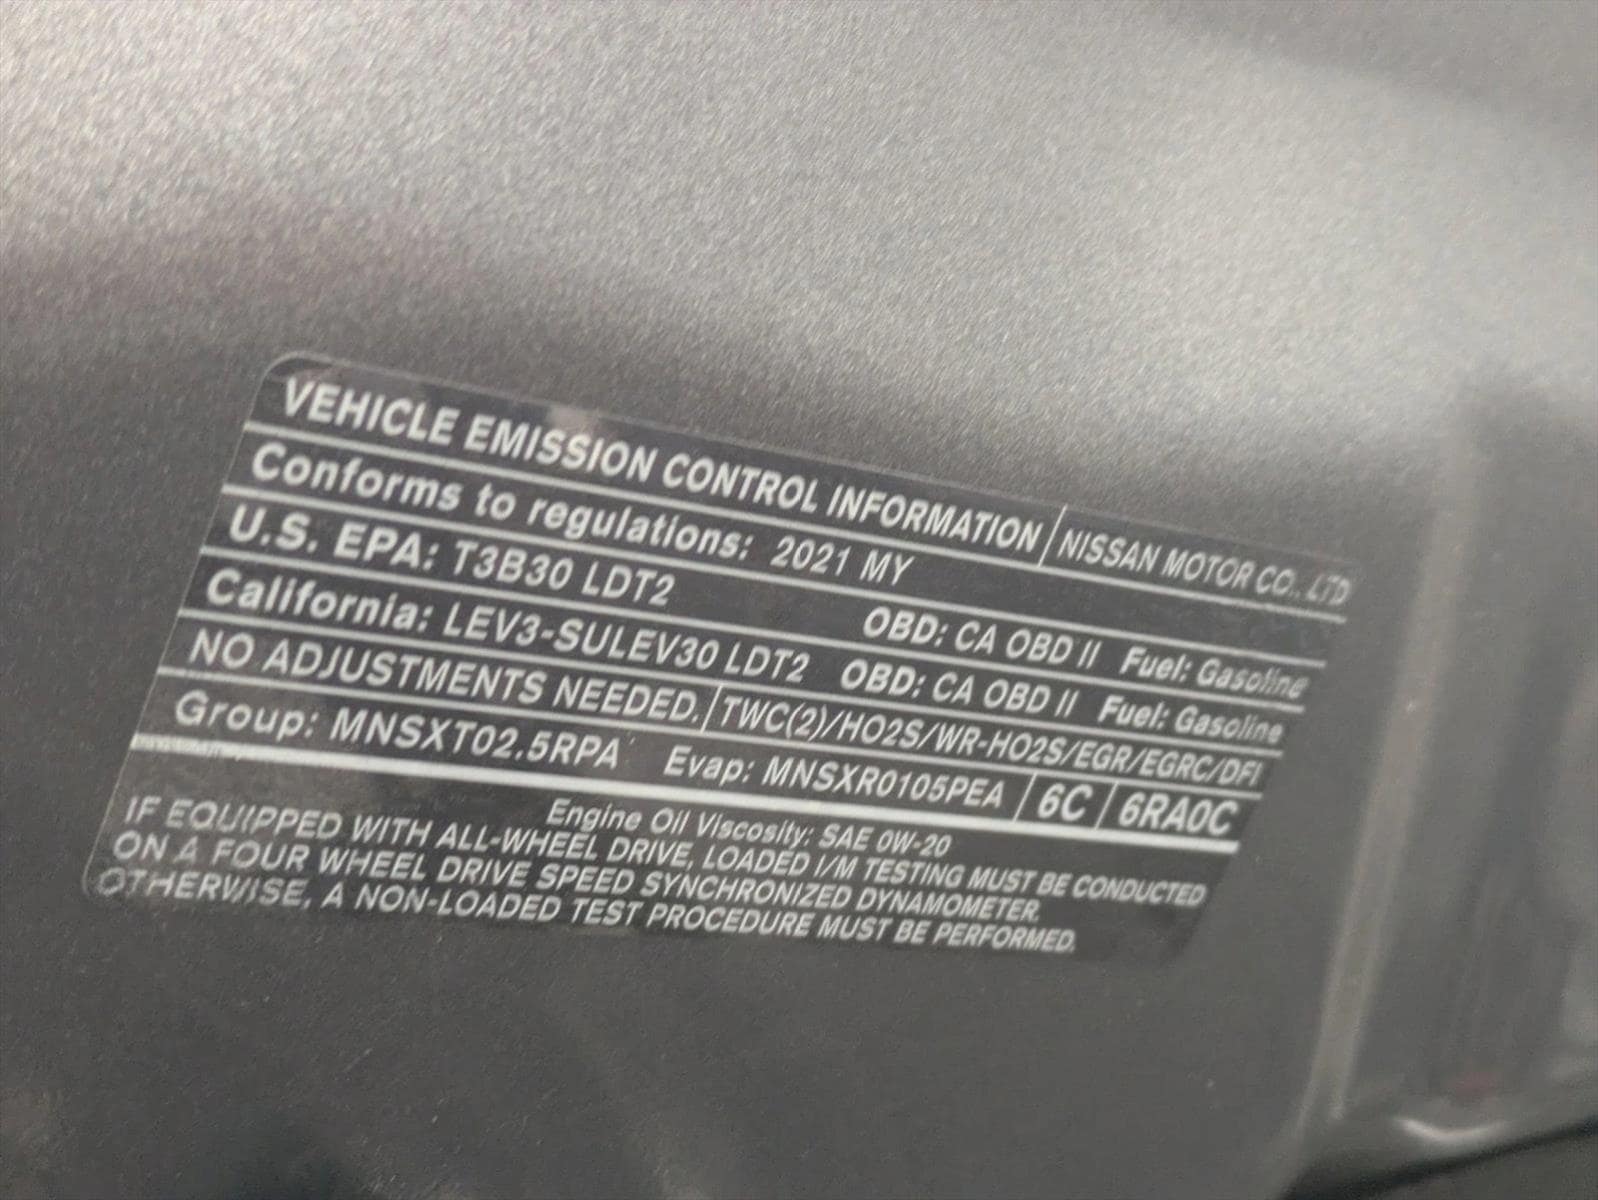 VEHICLE EMISSION CONTROL INFORMATION NISSAN MOTOR CO., LTD
Conforms to regulations: 2021 MY
U.S. EPA: T3B30 LDT2 OBD: CA OBD II Fuel: Gasoline
California: LEV3-SULEV30 LDT2 OBD: CA OBD II Fuel: Gasoline
NO ADJUSTMENTS NEEDED. TWC(2)/HO2S/WR-HO2S/EGR/EGRC/DFI
Group: MNSXT02.5RPA Evap: MNSXR0105PEA 6C 6RA0C
Engine Oil Viscosity: SAE 0W-20
IF EQUIPPED WITH ALL-WHEEL DRIVE, LOADED I/M TESTING MUST BE CONDUCTED
ON A FOUR WHEEL DRIVE SPEED SYNCHRONIZED DYNAMOMETER.
OTHERWISE, A NON-LOADED TEST PROCEDURE MUST BE PERFORMED.